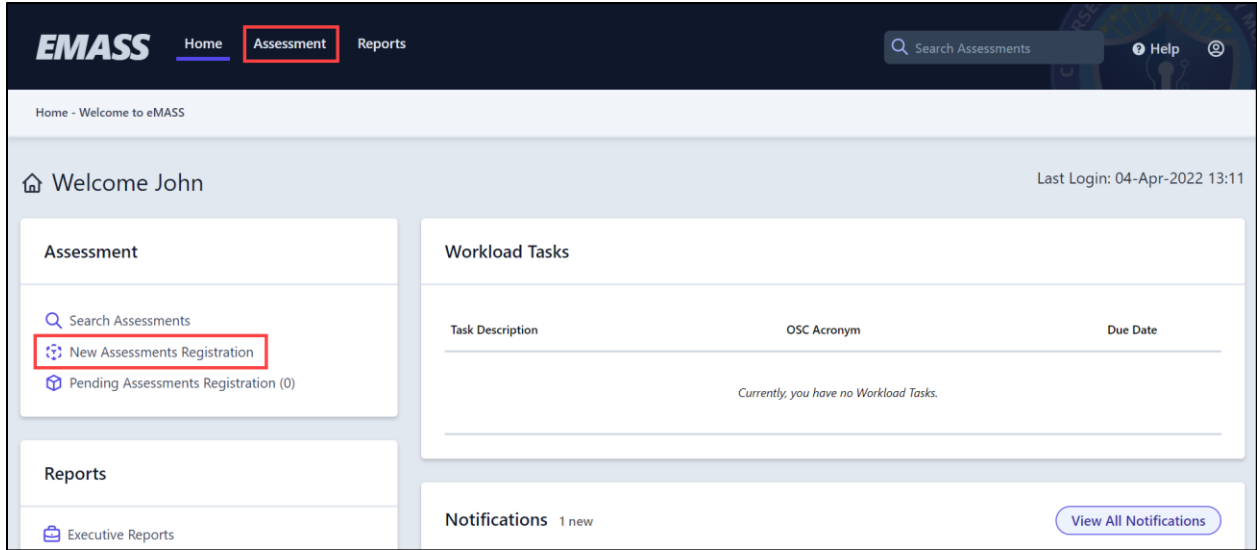 EMASS Home Assessment Reports Search Assessments Help
Home - Welcome to eMASS
Welcome John
Last Login: 04-Apr-2022 13:11
Assessment
Search Assessments
New Assessments Registration
Pending Assessments Registration (0)
Workload Tasks
Task Description OSC Acronym Due Date
Currently, you have no Workload Tasks.
Reports
Executive Reports
Notifications 1 new
View All Notifications